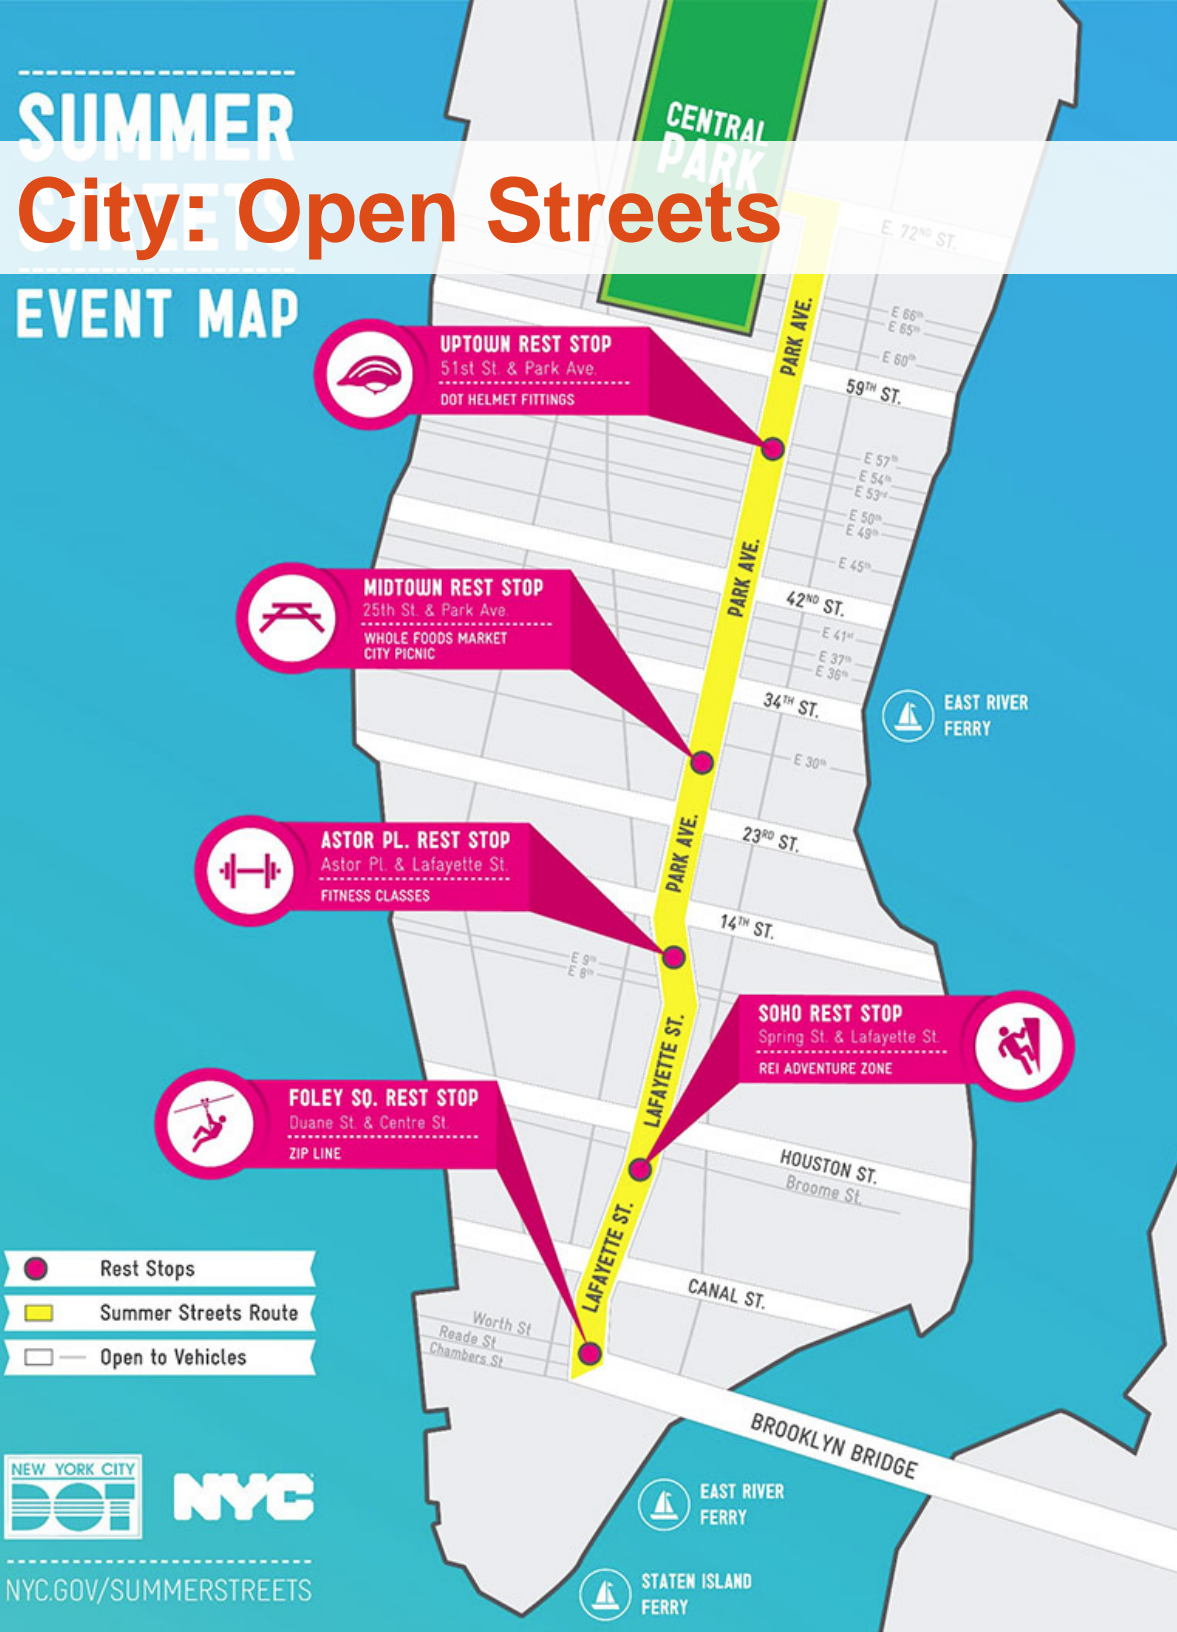 SUMMER
STREETS
City: Open Streets
EVENT MAP
CENTRAL
PARK
E. 72ND ST.
PARK AVE.
E 66th
E 65th
E 60th
59TH ST.
UPTOWN REST STOP
51st St. & Park Ave.
DOT HELMET FITTINGS
E 57th
E 54th
E 53rd
E 50th
E 49th
E 45th
PARK AVE.
42ND ST.
MIDTOWN REST STOP
25th St. & Park Ave.
WHOLE FOODS MARKET
CITY PICNIC
E 41st
E 37th
E 36th
34TH ST.
EAST RIVER
FERRY
E 30th
PARK AVE.
23RD ST.
ASTOR PL. REST STOP
Astor Pl. & Lafayette St.
FITNESS CLASSES
14TH ST.
E 9th
E 8th
LAFAYETTE ST.
SOHO REST STOP
Spring St. & Lafayette St.
REI ADVENTURE ZONE
FOLEY SQ. REST STOP
Duane St. & Centre St.
ZIP LINE
HOUSTON ST.
Broome St.
LAFAYETTE ST.
CANAL ST.
Worth St
Reade St
Chambers St
Rest Stops
Summer Streets Route
Open to Vehicles
BROOKLYN BRIDGE
NEW YORK CITY
DOT
NYC
EAST RIVER
FERRY
NYC.GOV/SUMMERSTREETS
STATEN ISLAND
FERRY